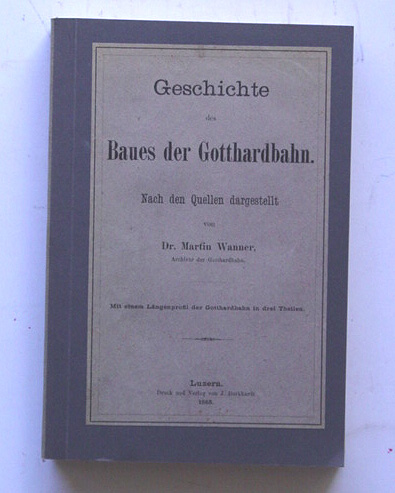 Geschichte
des
Baues der Gotthardbahn.
Nach den Quellen dargestellt
von
Dr. Martin Wanner,
Archivar der Gotthardbahn.
Mit einem Längenprofil der Gotthardbahn in drei Theilen.
Luzern.
Druck und Verlag von J. Burkhardt
1885.